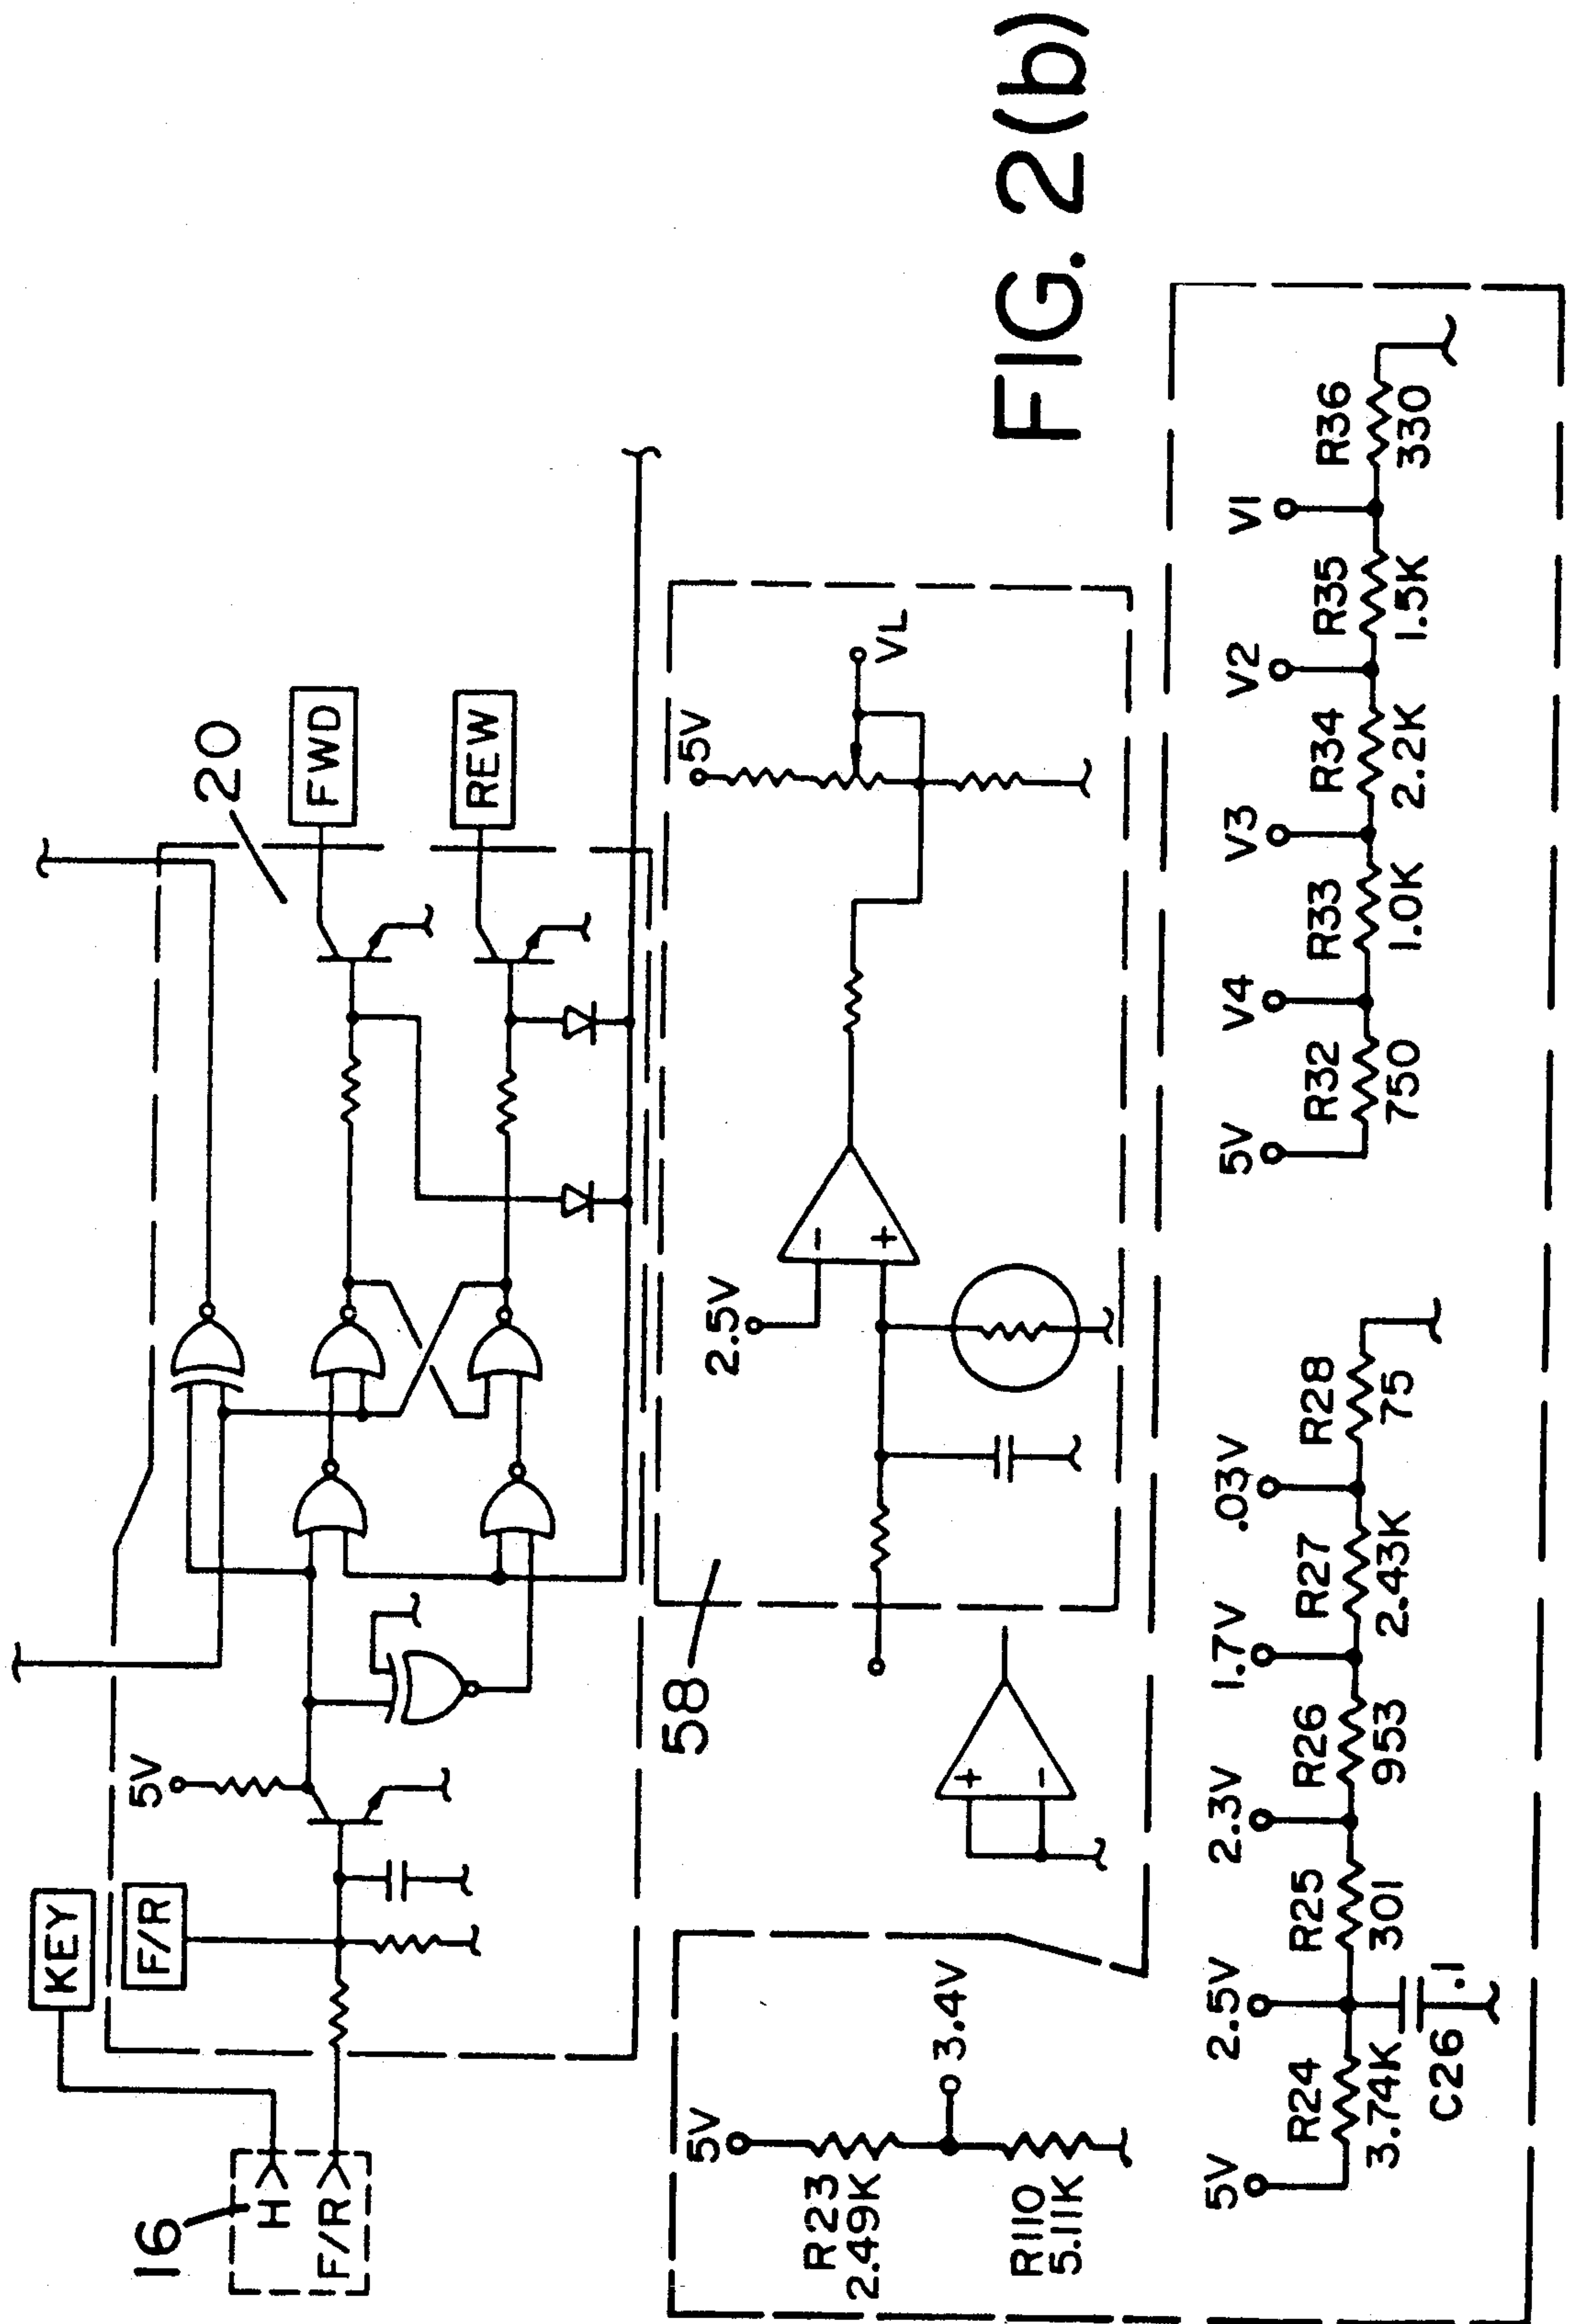 FIG. 2(b)
16
H
F/R
KEY
F/R
5V
20
FWD
REW
58
2.5V
5V
VL
5V
R23
2.49K
R110
5.11K
3.4V
5V
R24
3.74K
2.5V
C26
.1
R25
301
2.3V
R26
953
1.7V
R27
2.43K
.03V
R28
75
5V
R32
750
V4
R33
1.0K
V3
R34
2.2K
V2
R35
1.5K
V1
R36
330